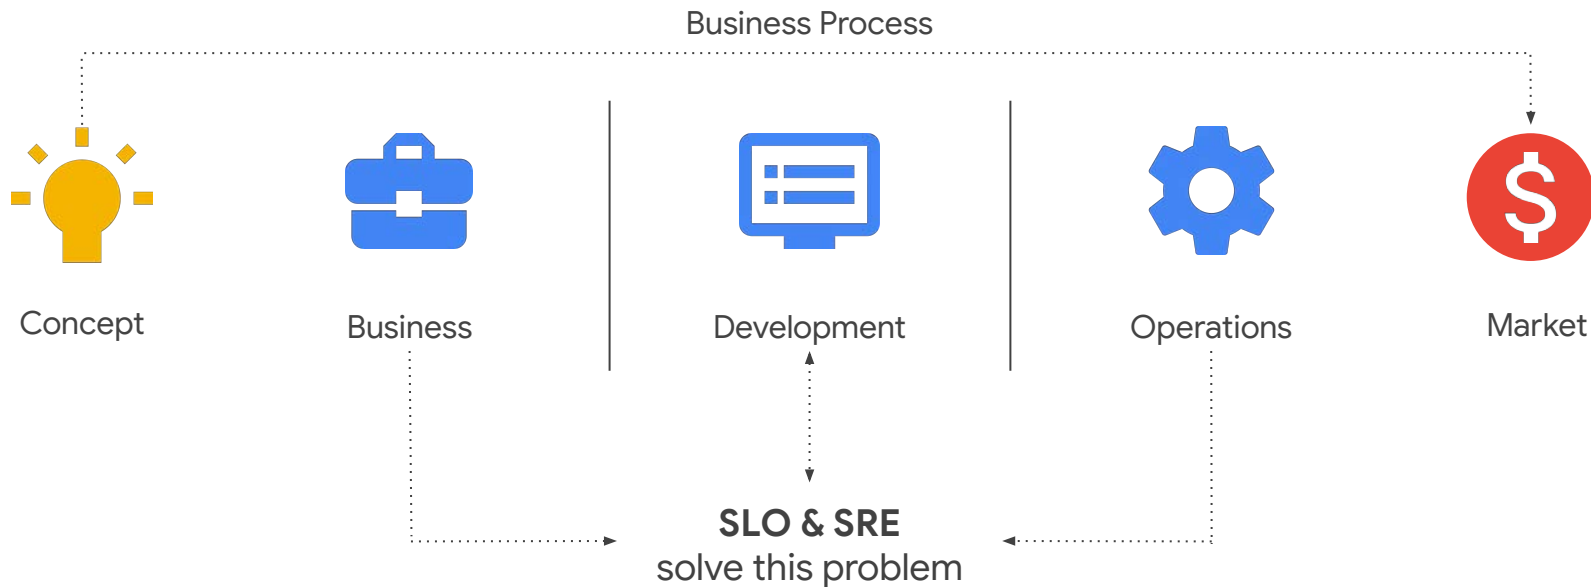 Business Process
Concept
Business
Development
Operations
Market
SLO & SRE
solve this problem